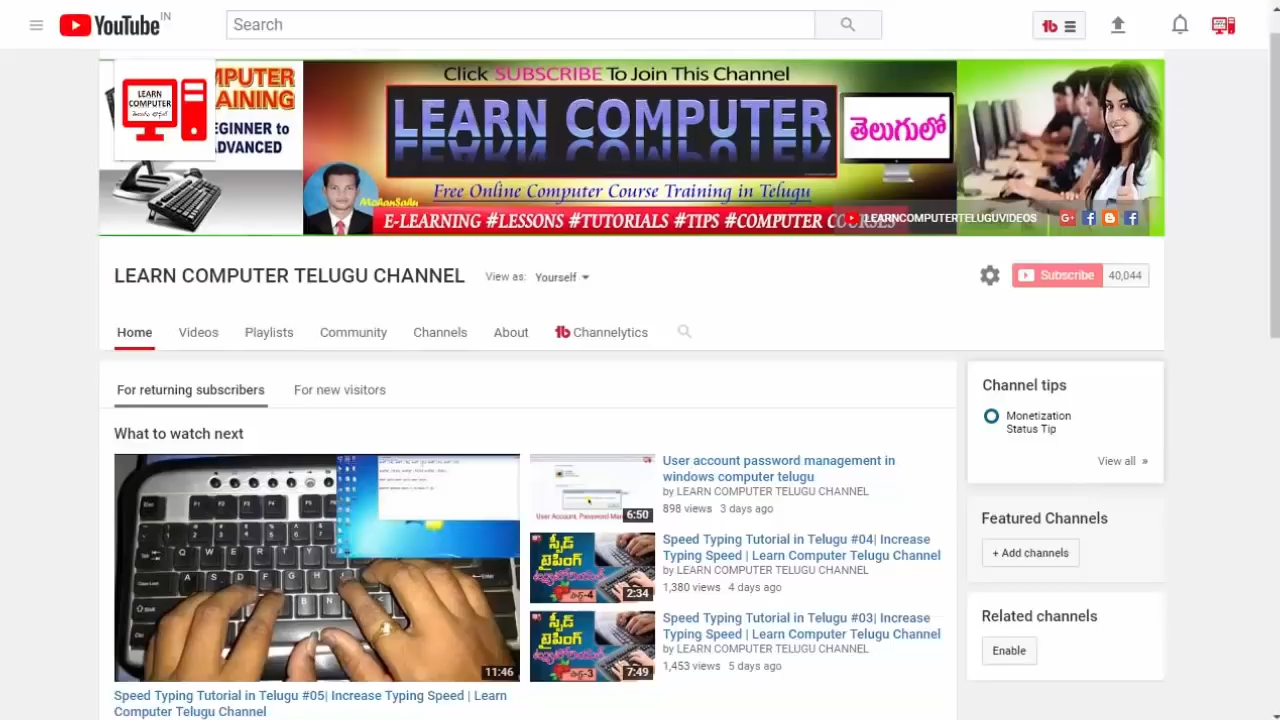 YouTube IN
Search
Click SUBSCRIBE To Join This Channel
LEARN COMPUTER
తెలుగులో
LEARN
COMPUTER
MPUTER
AINING
EGINNER to
DVANCED
MohanSahu
Free Online Computer Course Training in Telugu
E-LEARNING #LESSONS #TUTORIALS #TIPS #COMPUTER COURSES
LEARNCOMPUTERTELUGUVIDEOS
LEARN COMPUTER TELUGU CHANNEL
View as: Yourself
Subscribe 40,044
Home Videos Playlists Community Channels About Channelytics
For returning subscribers For new visitors
What to watch next
11:46
Speed Typing Tutorial in Telugu #05| Increase Typing Speed | Learn
Computer Telugu Channel
6:50
User account password management in
windows computer telugu
by LEARN COMPUTER TELUGU CHANNEL
898 views 3 days ago
స్పీడ్
టైపింగ్
2:34
Speed Typing Tutorial in Telugu #04| Increase
Typing Speed | Learn Computer Telugu Channel
by LEARN COMPUTER TELUGU CHANNEL
1,380 views 4 days ago
స్పీడ్
టైపింగ్
7:49
Speed Typing Tutorial in Telugu #03| Increase
Typing Speed | Learn Computer Telugu Channel
by LEARN COMPUTER TELUGU CHANNEL
1,453 views 5 days ago
Channel tips
Monetization
Status Tip
View all »
Featured Channels
+ Add channels
Related channels
Enable